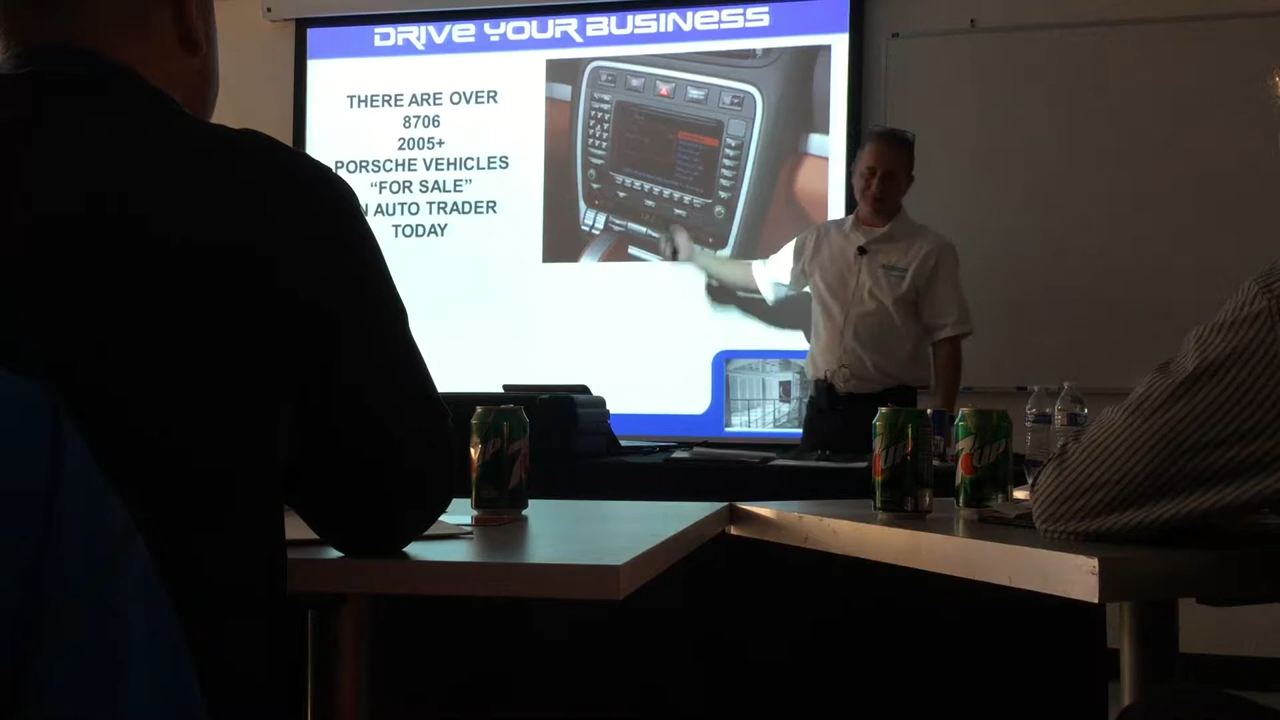 DRIVE YOUR BUSINESS
THERE ARE OVER
8706
2005+
PORSCHE VEHICLES
"FOR SALE"
N AUTO TRADER
TODAY
7UP
7UP
7UP